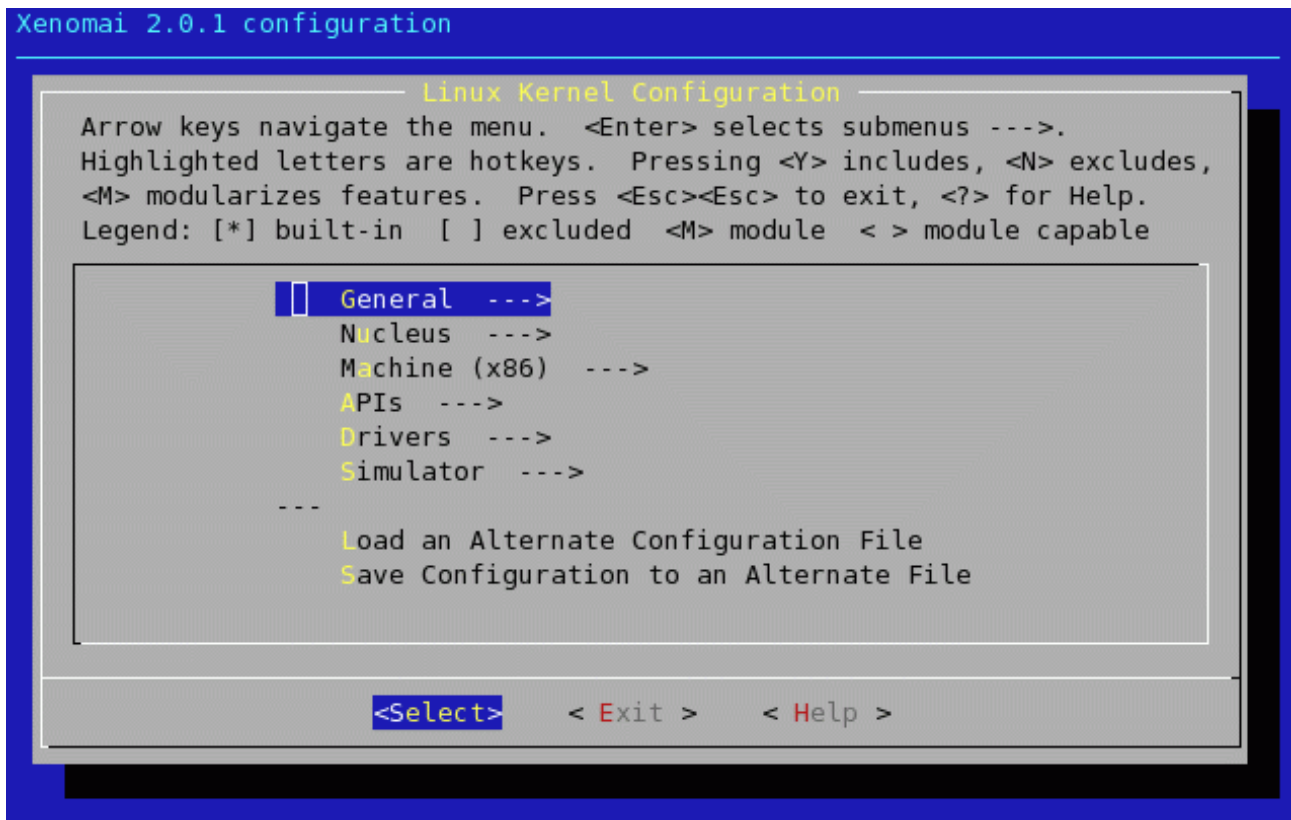 Xenomai 2.0.1 configuration
Linux Kernel Configuration
Arrow keys navigate the menu.  <Enter> selects submenus --->.
Highlighted letters are hotkeys.  Pressing <Y> includes, <N> excludes,
<M> modularizes features.  Press <Esc><Esc> to exit, <?> for Help.
Legend: [*] built-in  [ ] excluded  <M> module  < > module capable
General  --->
Nucleus  --->
Machine (x86)  --->
APIs  --->
Drivers  --->
Simulator  --->
---
Load an Alternate Configuration File
Save Configuration to an Alternate File
<Select>    < Exit >    < Help >